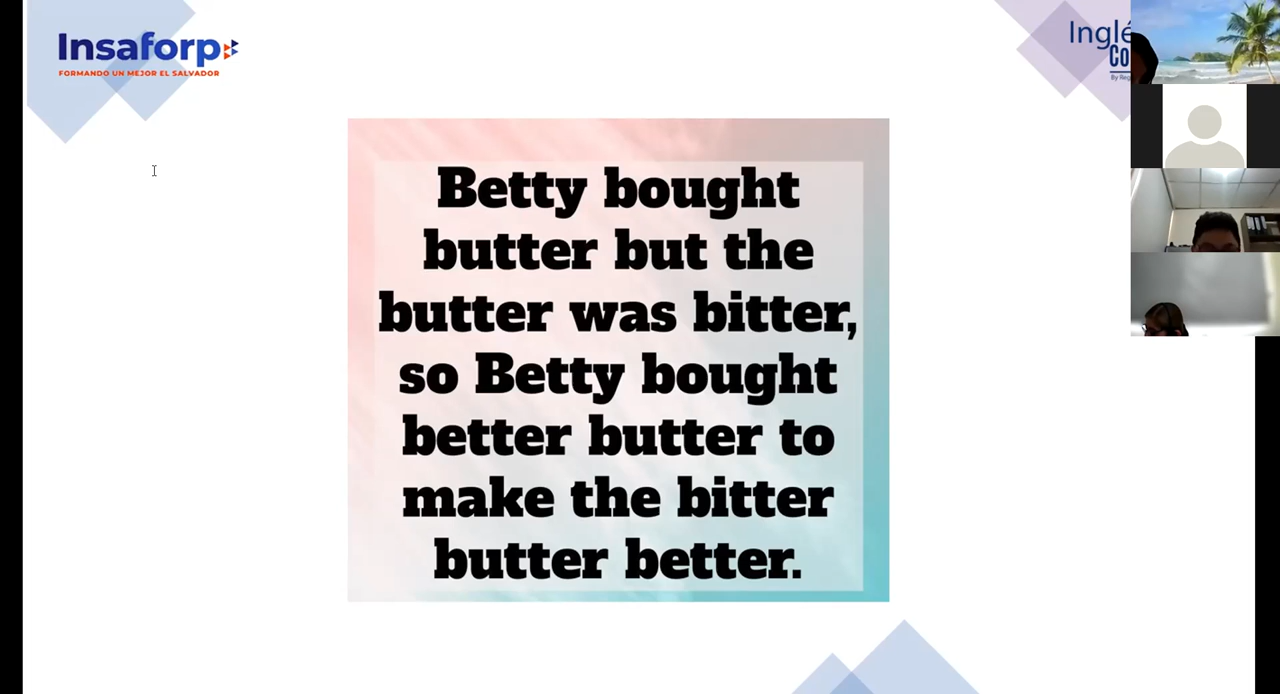 Insaforp
FORMANDO UN MEJOR EL SALVADOR
By
Betty bought
butter but the
butter was bitter,
so Betty bought
better butter to
make the bitter
butter better.